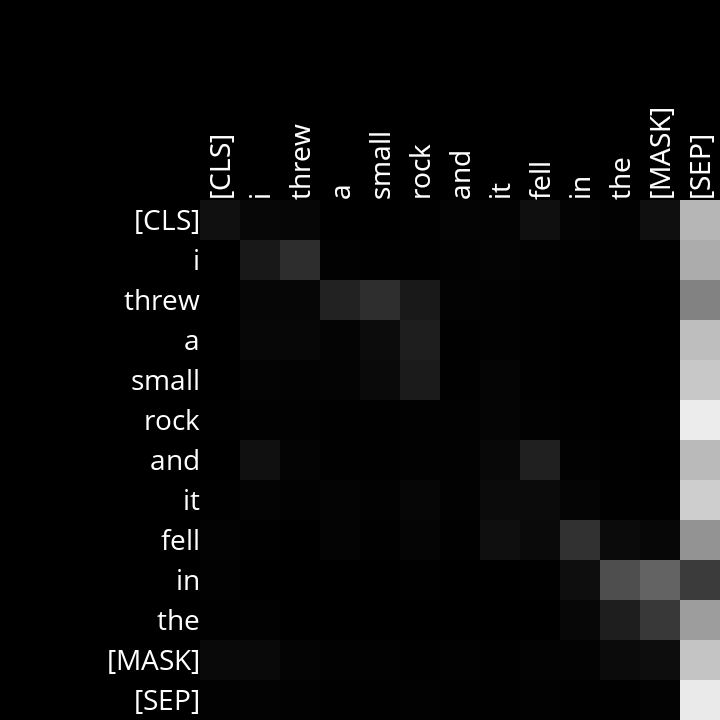 [CLS] i threw a small rock and it fell in the [MASK] [SEP]
[CLS]
i
threw
a
small
rock
and
it
fell
in
the
[MASK]
[SEP]